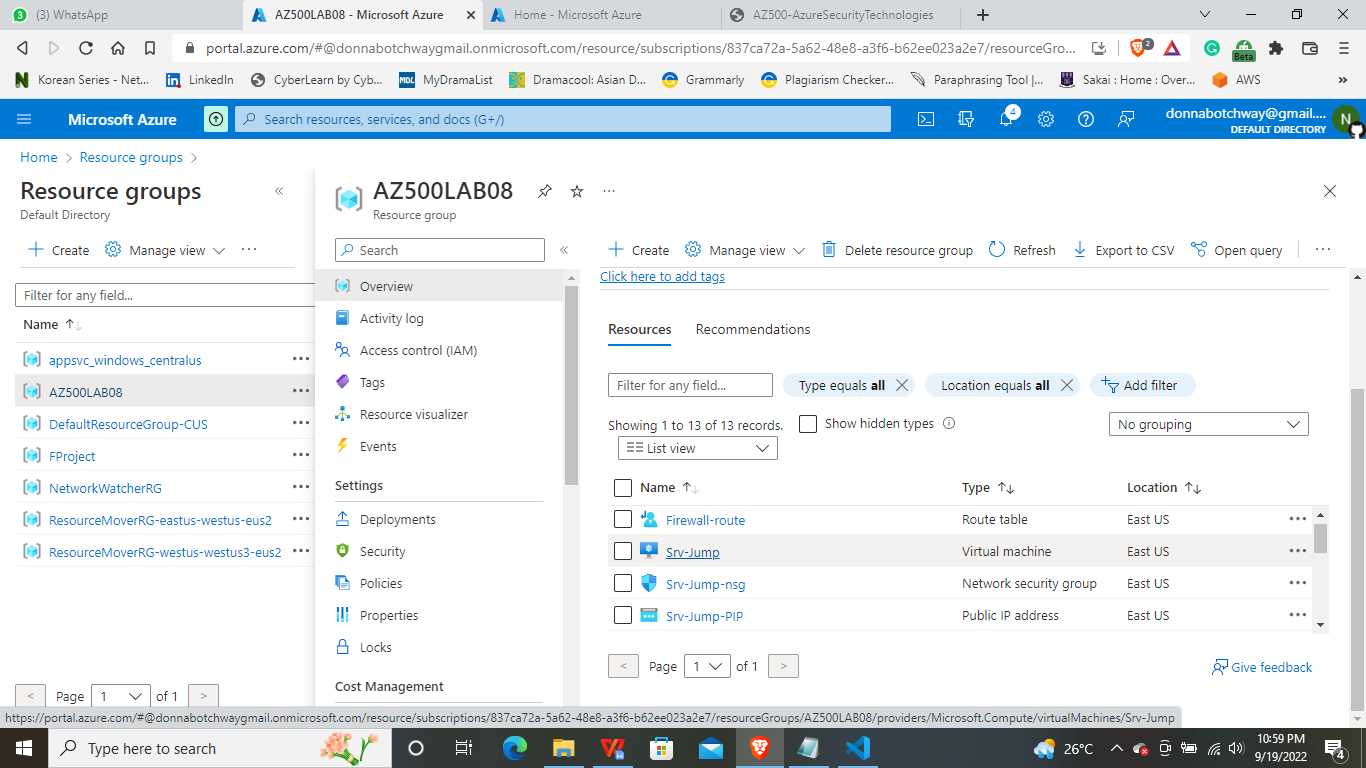 3
(3) WhatsApp
AZ500LAB08 - Microsoft Azure
Home - Microsoft Azure
AZ500-AzureSecurityTechnologies
portal.azure.com/#@donnabotchwaygmail.onmicrosoft.com/resource/subscriptions/837ca72a-5a62-48e8-a3f6-b62ee023a2e7/resourceGro...
2
Beta
Korean Series - Net...
LinkedIn
CyberLearn by Cyb...
MDL MyDramaList
Dramacool: Asian D...
Grammarly
Plagiarism Checker...
Paraphrasing Tool |...
Sakai : Home : Over...
AWS
»
Microsoft Azure
Search resources, services, and docs (G+/)
4
donnabotchway@gmail....
DEFAULT DIRECTORY
N
Home > Resource groups >
Resource groups «
Default Directory
+ Create Manage view ...
Filter for any field...
Name ↑↓
appsvc_windows_centralus ...
AZ500LAB08 ...
DefaultResourceGroup-CUS ...
FProject ...
NetworkWatcherRG ...
ResourceMoverRG-eastus-westus-eus2 ...
ResourceMoverRG-westus-westus3-eus2 ...
< Page 1 of 1 >
AZ500LAB08 ...
Resource group
Search «
Overview
Activity log
Access control (IAM)
Tags
Resource visualizer
Events
Settings
Deployments
Security
Policies
Properties
Locks
Cost Management
+ Create Manage view Delete resource group Refresh Export to CSV Open query ...
Click here to add tags
Resources Recommendations
Filter for any field... Type equals all Location equals all Add filter
Showing 1 to 13 of 13 records. Show hidden types No grouping
List view
Name ↑↓ Type ↑↓ Location ↑↓
Firewall-route Route table East US ...
Srv-Jump Virtual machine East US ...
Srv-Jump-nsg Network security group East US ...
Srv-Jump-PIP Public IP address East US ...
< Page 1 of 1 >
Give feedback
https://portal.azure.com/#@donnabotchwaygmail.onmicrosoft.com/resource/subscriptions/837ca72a-5a62-48e8-a3f6-b62ee023a2e7/resourceGroups/AZ500LAB08/providers/Microsoft.Compute/virtualMachines/Srv-Jump
Type here to search
26°C
10:59 PM
9/19/2022
4